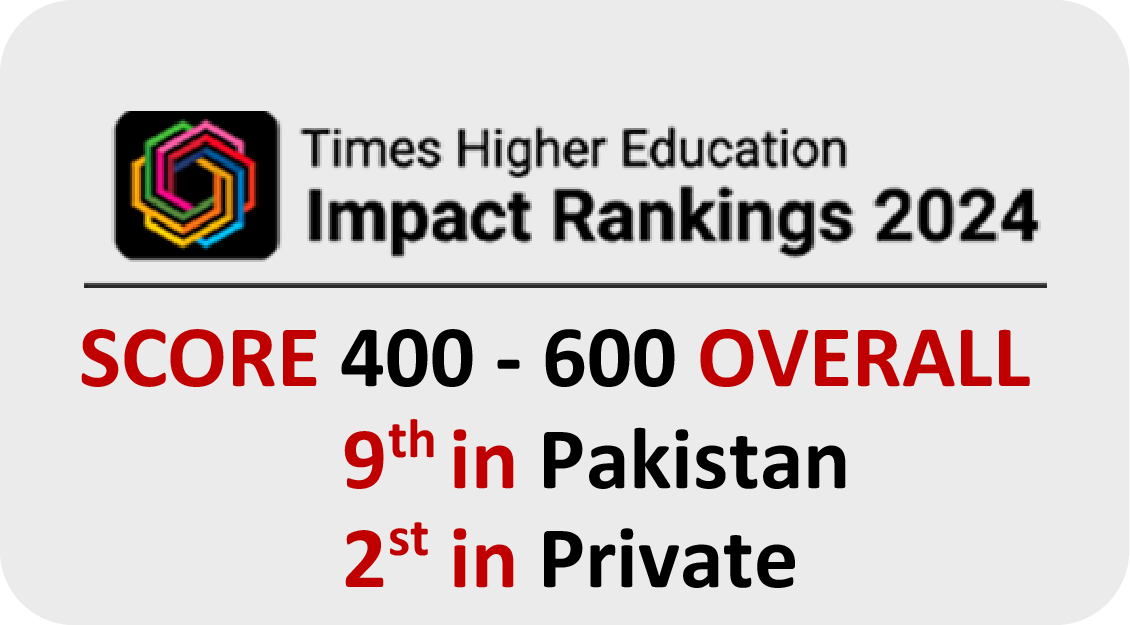 Times Higher Education
Impact Rankings 2024
SCORE 400 - 600 OVERALL
9th in Pakistan
2st in Private